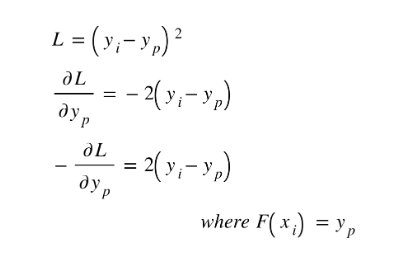 L = (y_i − y_p)²
∂L/∂y_p = − 2(y_i − y_p)
− ∂L/∂y_p = 2(y_i − y_p)
where F(x_i) = y_p